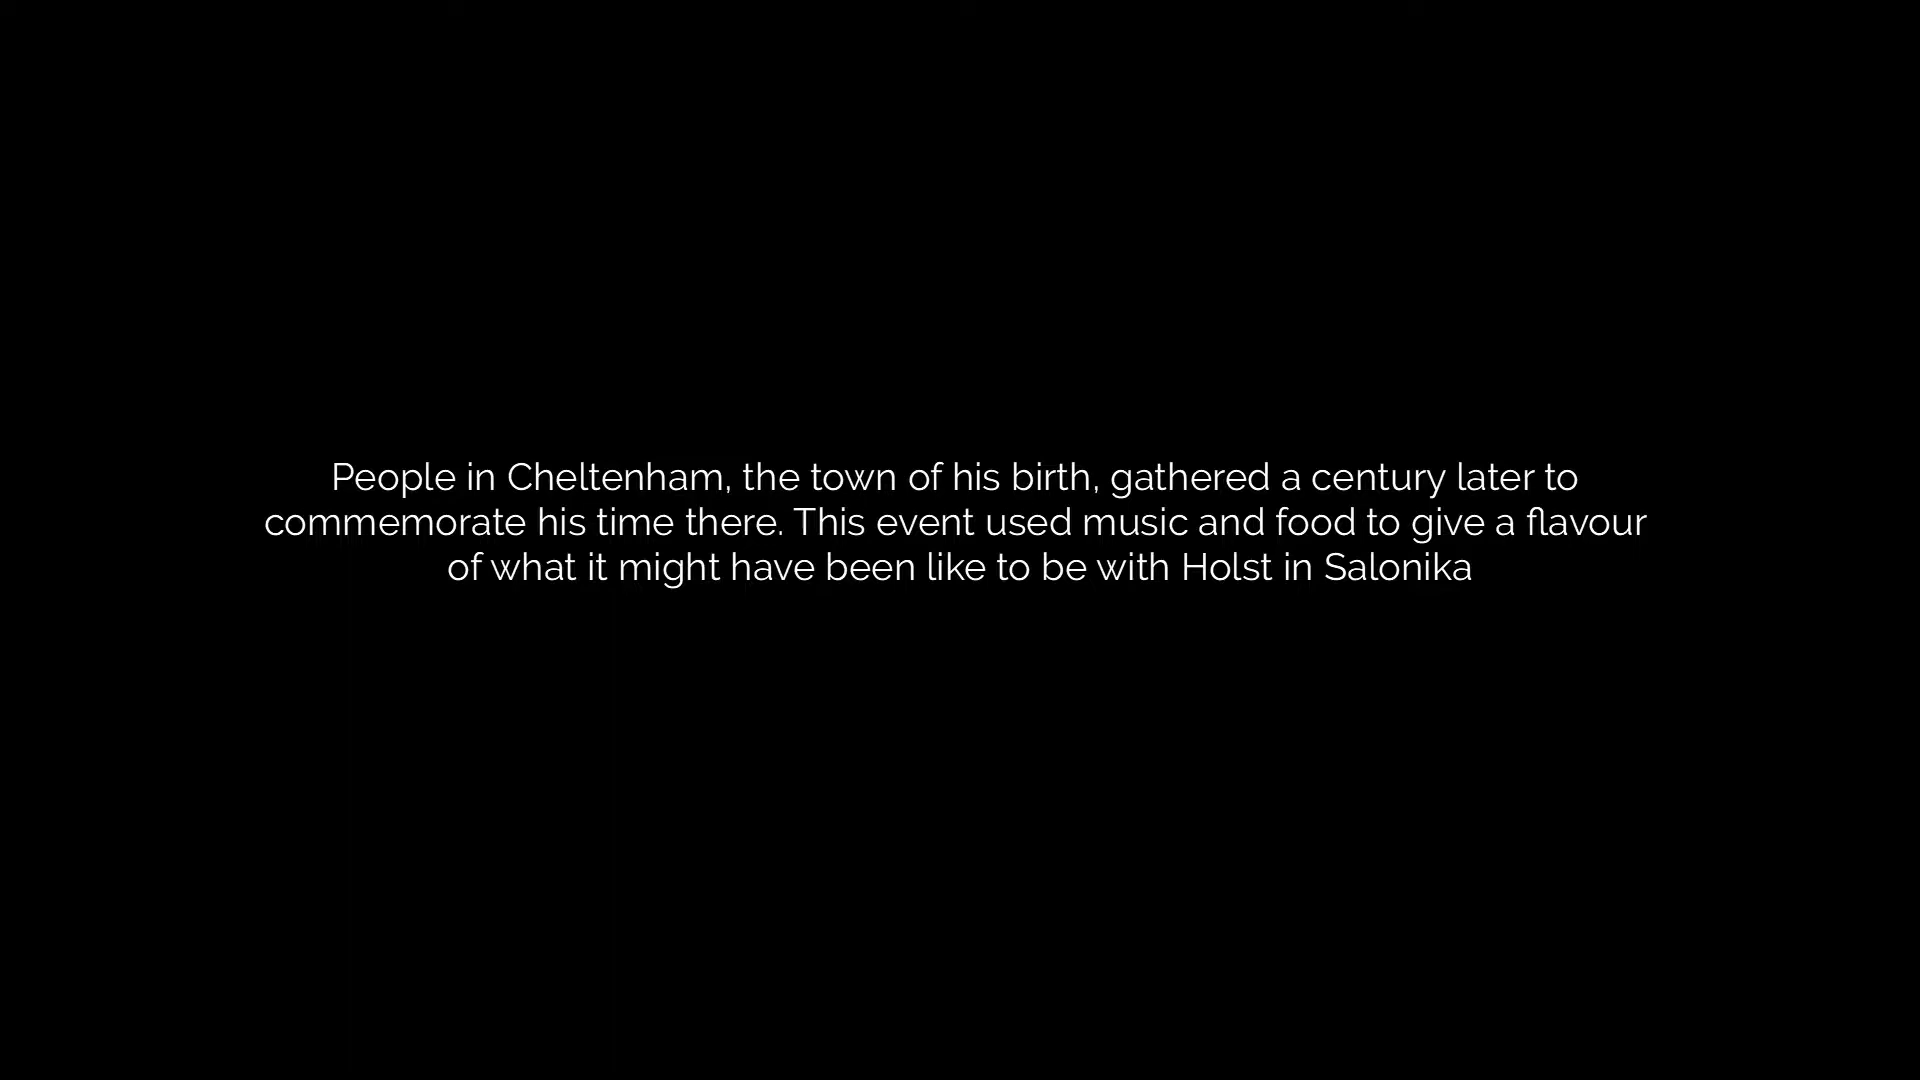 People in Cheltenham, the town of his birth, gathered a century later to
commemorate his time there. This event used music and food to give a flavour
of what it might have been like to be with Holst in Salonika